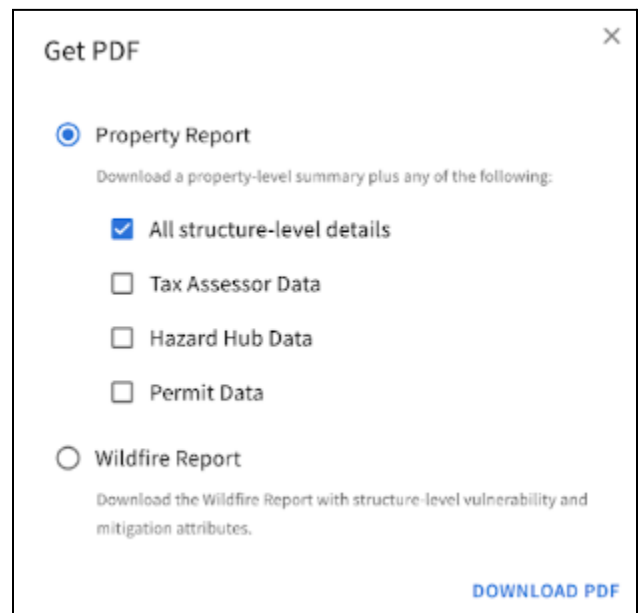 Get PDF
Property Report
Download a property-level summary plus any of the following:
All structure-level details
Tax Assessor Data
Hazard Hub Data
Permit Data
Wildfire Report
Download the Wildfire Report with structure-level vulnerability and
mitigation attributes.
DOWNLOAD PDF